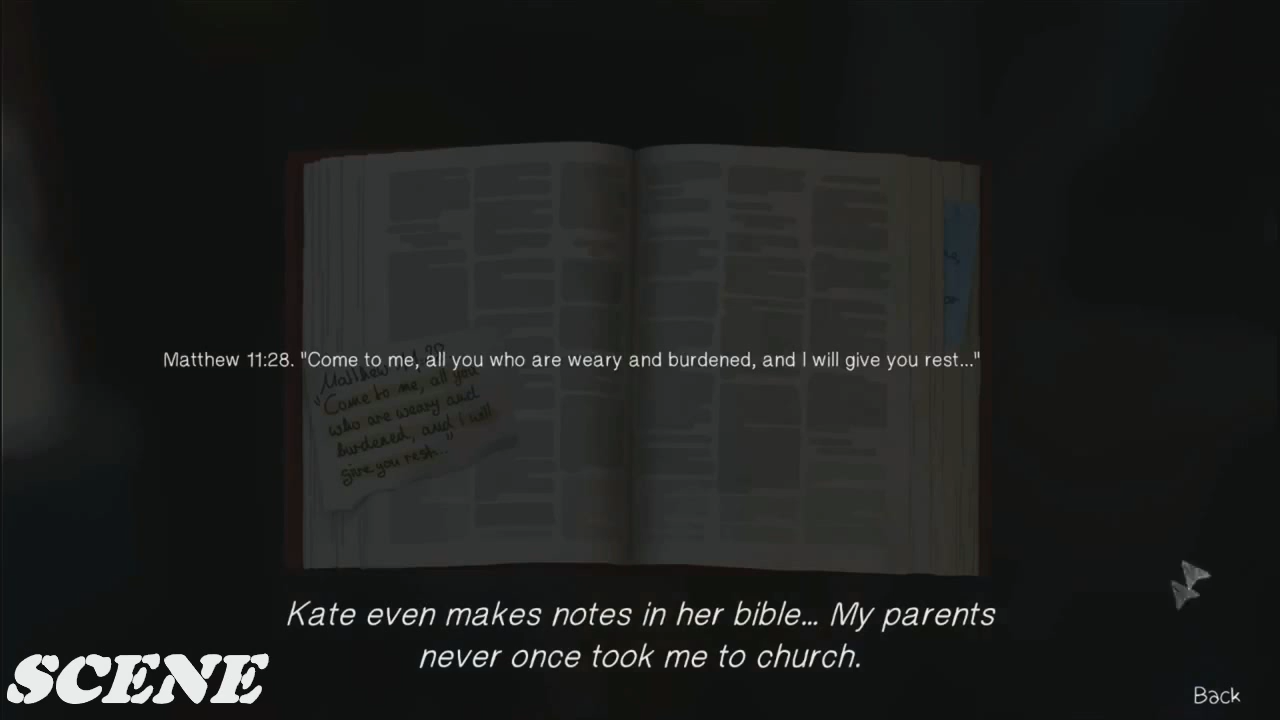 Matthew 11:28. "Come to me, all you who are weary and burdened, and I will give you rest..."
Matthew
"Come to me, all you
who are weary and
burdened, and I will
give you rest..."
or
Kate even makes notes in her bible... My parents
never once took me to church.
SCENE
Back